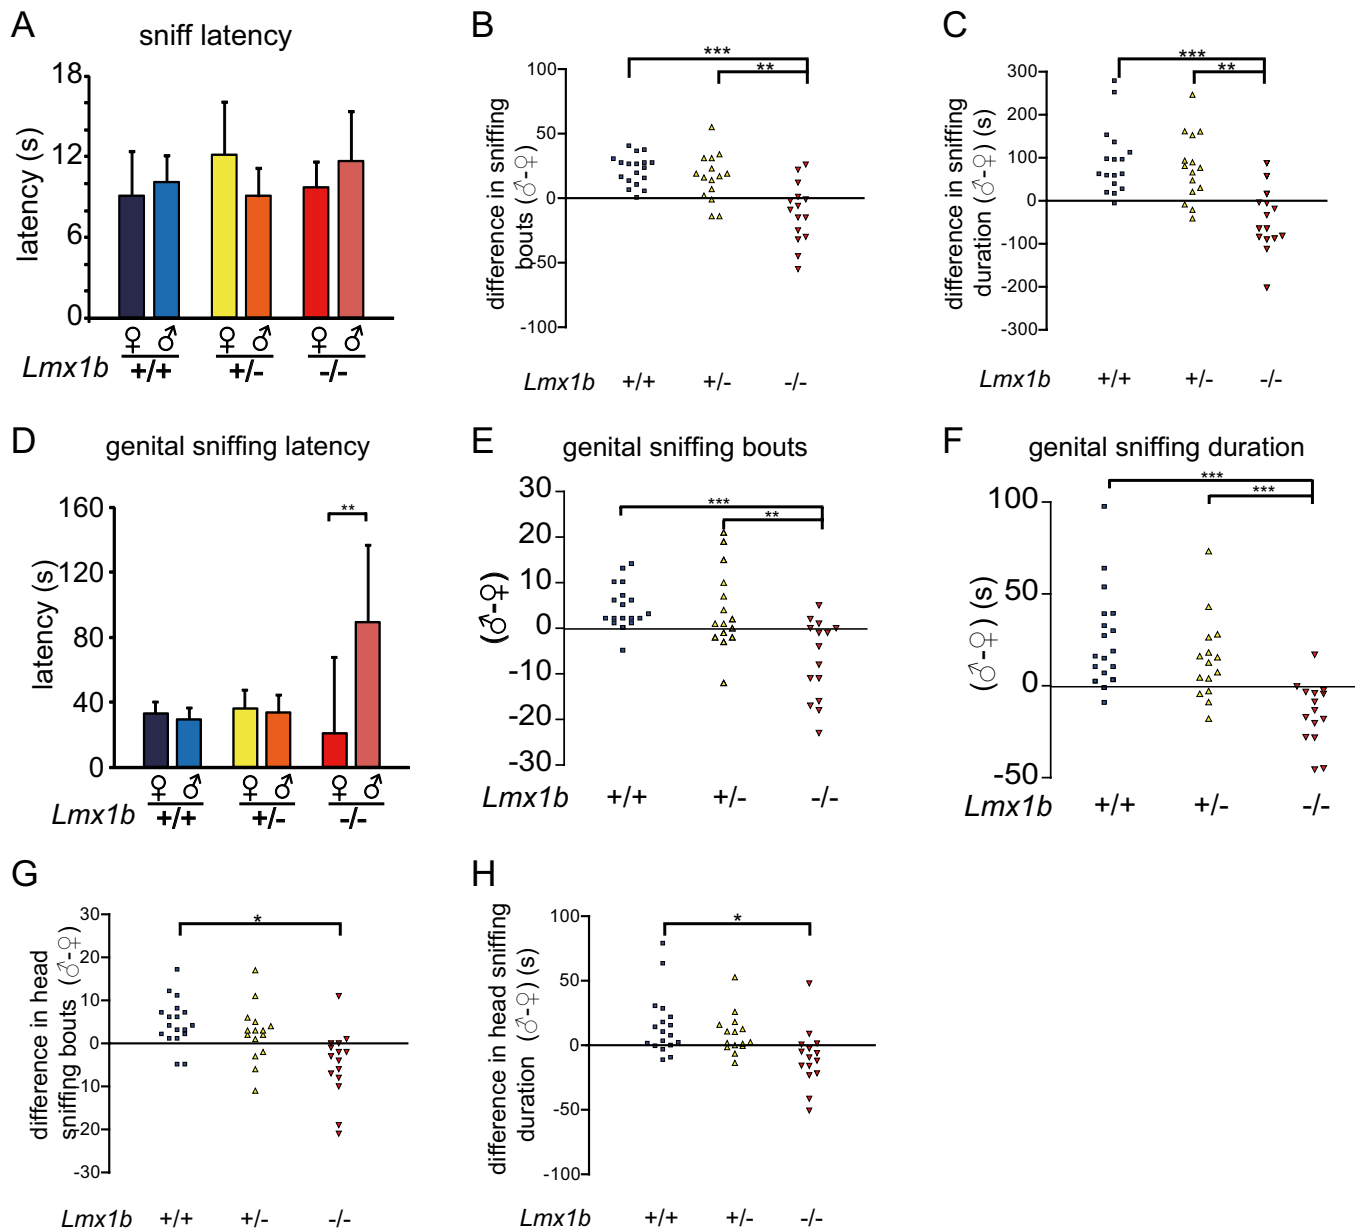 A
sniff latency
18
12
6
0
latency (s)
♀ ♂ ♀ ♂ ♀ ♂
Lmx1b +/+ +/- -/-
B
***
**
100
50
0
-50
-100
difference in sniffing
bouts (♂-♀)
Lmx1b +/+ +/- -/-
C
***
**
300
200
100
0
-100
-200
-300
difference in sniffing
duration (♂-♀) (s)
Lmx1b +/+ +/- -/-
D
genital sniffing latency
**
160
120
80
40
0
latency (s)
♀ ♂ ♀ ♂ ♀ ♂
Lmx1b +/+ +/- -/-
E
genital sniffing bouts
***
**
30
20
10
0
-10
-20
-30
(♂-♀)
Lmx1b +/+ +/- -/-
F
genital sniffing duration
***
***
100
50
0
-50
(♂-♀) (s)
Lmx1b +/+ +/- -/-
G
*
30
20
10
0
-10
-20
-30
difference in head
sniffing bouts (♂-♀)
Lmx1b +/+ +/- -/-
H
*
100
50
0
-50
-100
difference in head sniffing
duration (♂-♀) (s)
Lmx1b +/+ +/- -/-